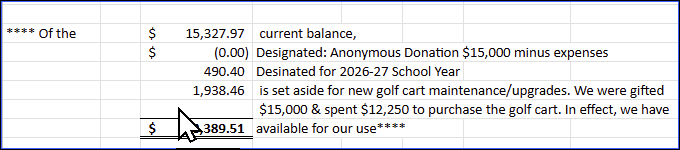 **** Of the $ 15,327.97 current balance,
$ (0.00) Designated: Anonymous Donation $15,000 minus expenses
490.40 Desinated for 2026-27 School Year
1,938.46 is set aside for new golf cart maintenance/upgrades. We were gifted
$15,000 & spent $12,250 to purchase the golf cart. In effect, we have
$ ,389.51 available for our use****